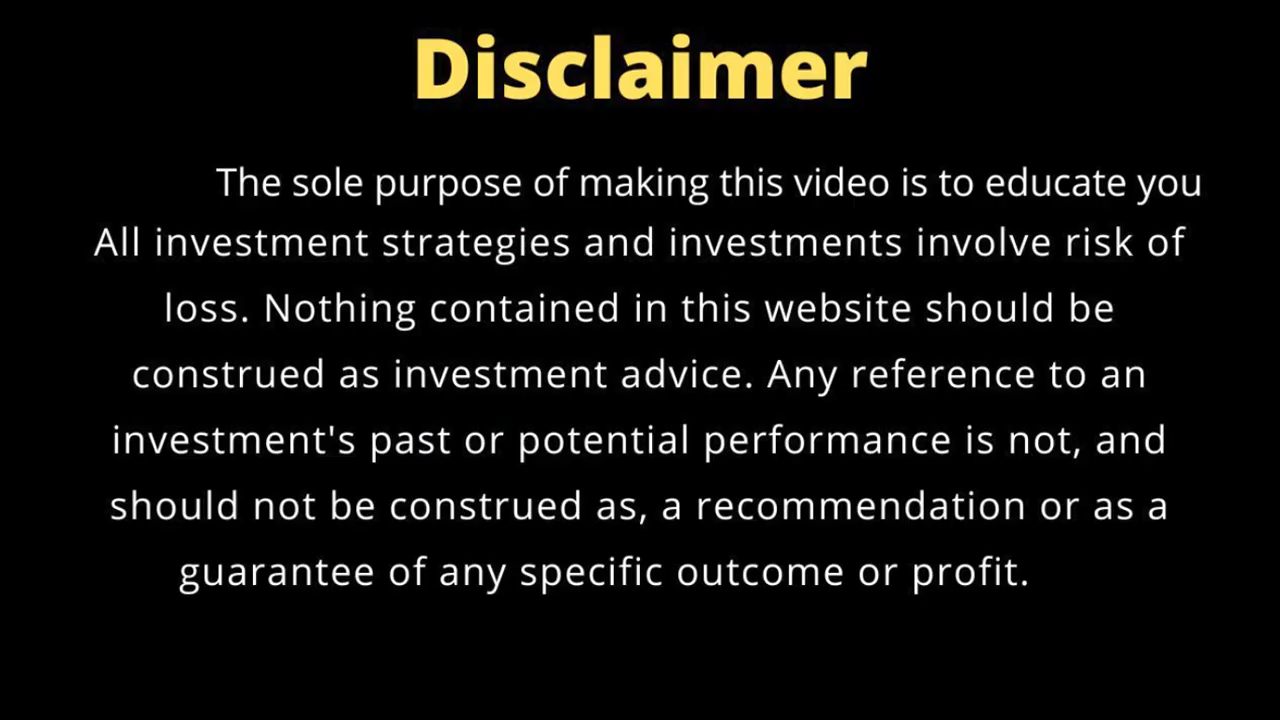 Disclaimer
The sole purpose of making this video is to educate you
All investment strategies and investments involve risk of
loss. Nothing contained in this website should be
construed as investment advice. Any reference to an
investment's past or potential performance is not, and
should not be construed as, a recommendation or as a
guarantee of any specific outcome or profit.